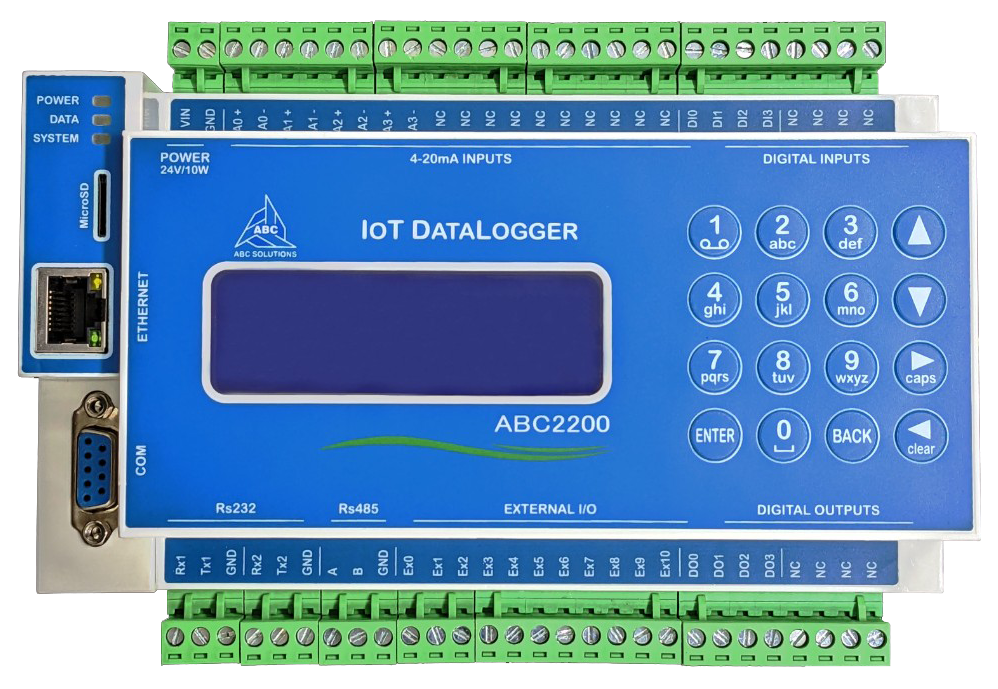 VIN GND A0 + A0 - A1 + A1 - A2 + A2 - A3 + A3 - NC NC NC NC NC NC NC NC NC DI0 DI1 DI2 DI3 NC NC NC NC
POWER
DATA
SYSTEM
MicroSD
ETHERNET
COM
POWER
24V/10W
4-20mA INPUTS
DIGITAL INPUTS
ABC
ABC SOLUTIONS
IOT DATALOGGER
ABC2200
1
2 abc
3 def
4 ghi
5 jkl
6 mno
7 pqrs
8 tuv
9 wxyz
caps
ENTER
0
BACK
clear
Rs232
Rs485
EXTERNAL I/O
DIGITAL OUTPUTS
Rx1 Tx1 GND Rx2 Tx2 GND A B GND Ex0 Ex1 Ex2 Ex3 Ex4 Ex5 Ex6 Ex7 Ex8 Ex9 Ex10 DO0 DO1 DO2 DO3 NC NC NC NC